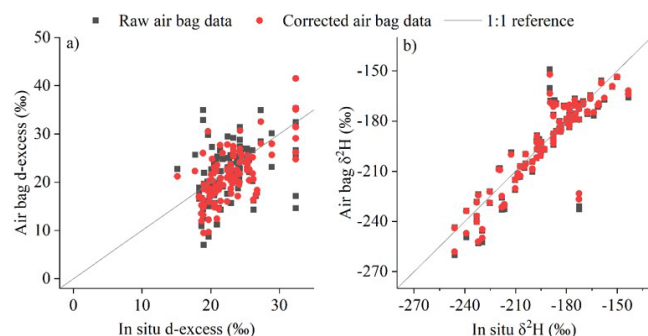 Raw air bag data Corrected air bag data 1:1 reference
a)
50
40
30
20
10
0
Air bag d-excess (‰)
0 10 20 30
In situ d-excess (‰)
b)
-150
-180
-210
-240
-270
Air bag δ²H (‰)
-270 -240 -210 -180 -150
In situ δ²H (‰)